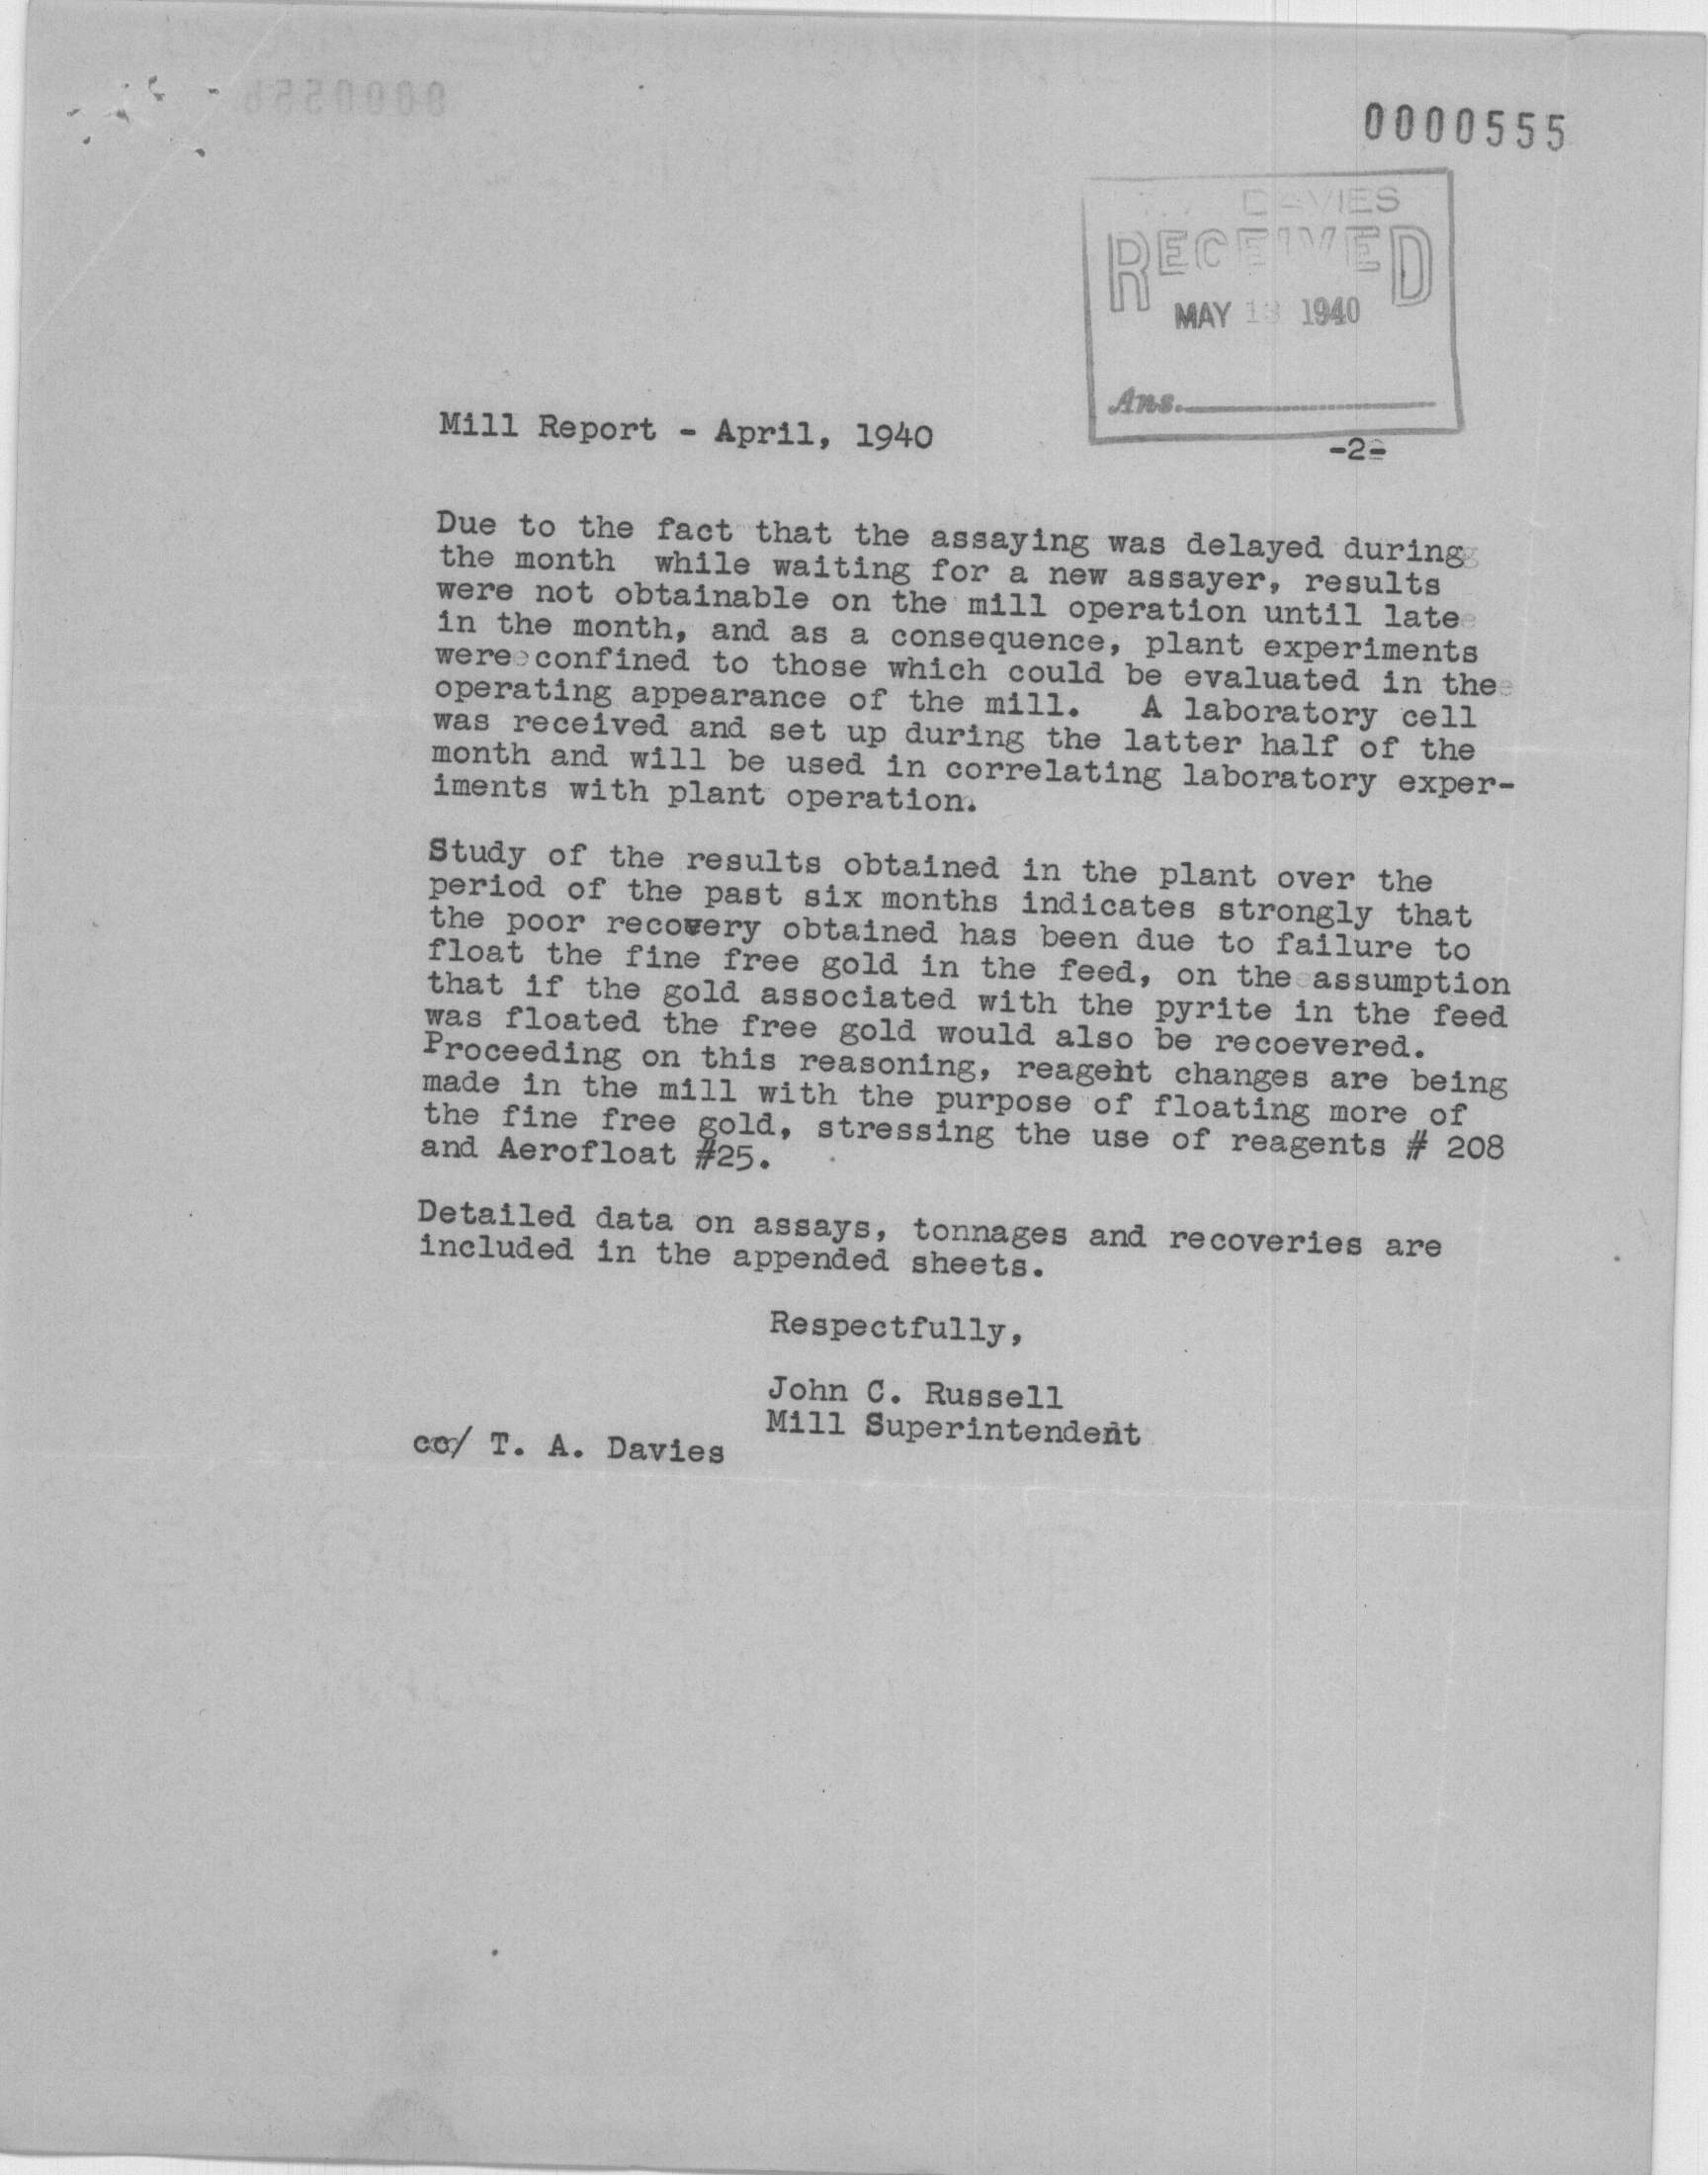 0000555
DAVIES
RECEIVED
MAY 13 1940
Ans.
Mill Report - April, 1940
-2-
Due to the fact that the assaying was delayed during
the month while waiting for a new assayer, results
were not obtainable on the mill operation until late
in the month, and as a consequence, plant experiments
were confined to those which could be evaluated in the
operating appearance of the mill. A laboratory cell
was received and set up during the latter half of the
month and will be used in correlating laboratory exper-
iments with plant operation.
Study of the results obtained in the plant over the
period of the past six months indicates strongly that
the poor recovery obtained has been due to failure to
float the fine free gold in the feed, on the assumption
that if the gold associated with the pyrite in the feed
was floated the free gold would also be recoevered.
Proceeding on this reasoning, reagent changes are being
made in the mill with the purpose of floating more of
the fine free gold, stressing the use of reagents # 208
and Aerofloat #25.
Detailed data on assays, tonnages and recoveries are
included in the appended sheets.
Respectfully,
John C. Russell
Mill Superintendent
cc/ T. A. Davies